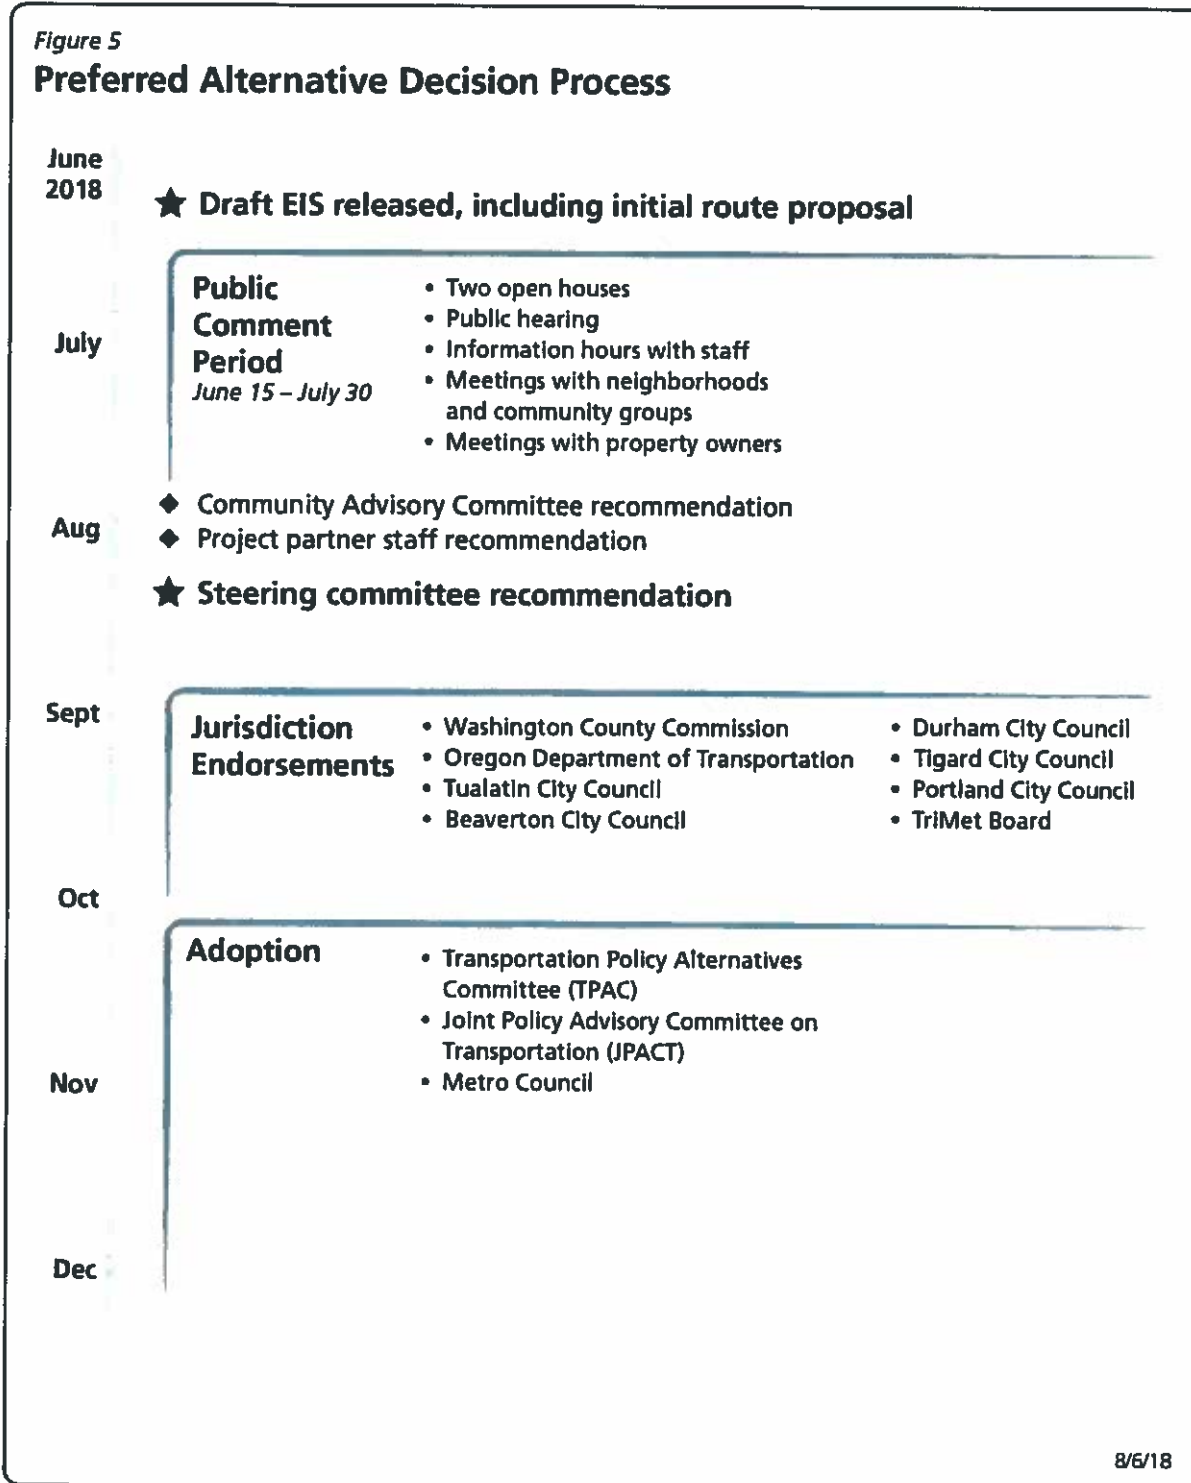 Figure 5
Preferred Alternative Decision Process
June
2018
★ Draft EIS released, including initial route proposal
July
Public
Comment
Period
June 15 – July 30
• Two open houses
• Public hearing
• Information hours with staff
• Meetings with neighborhoods
and community groups
• Meetings with property owners
Aug
◆ Community Advisory Committee recommendation
◆ Project partner staff recommendation
★ Steering committee recommendation
Sept
Jurisdiction
Endorsements
• Washington County Commission
• Oregon Department of Transportation
• Tualatin City Council
• Beaverton City Council
• Durham City Council
• Tigard City Council
• Portland City Council
• TriMet Board
Oct
Adoption
• Transportation Policy Alternatives
Committee (TPAC)
• Joint Policy Advisory Committee on
Transportation (JPACT)
• Metro Council
Nov
Dec
8/6/18